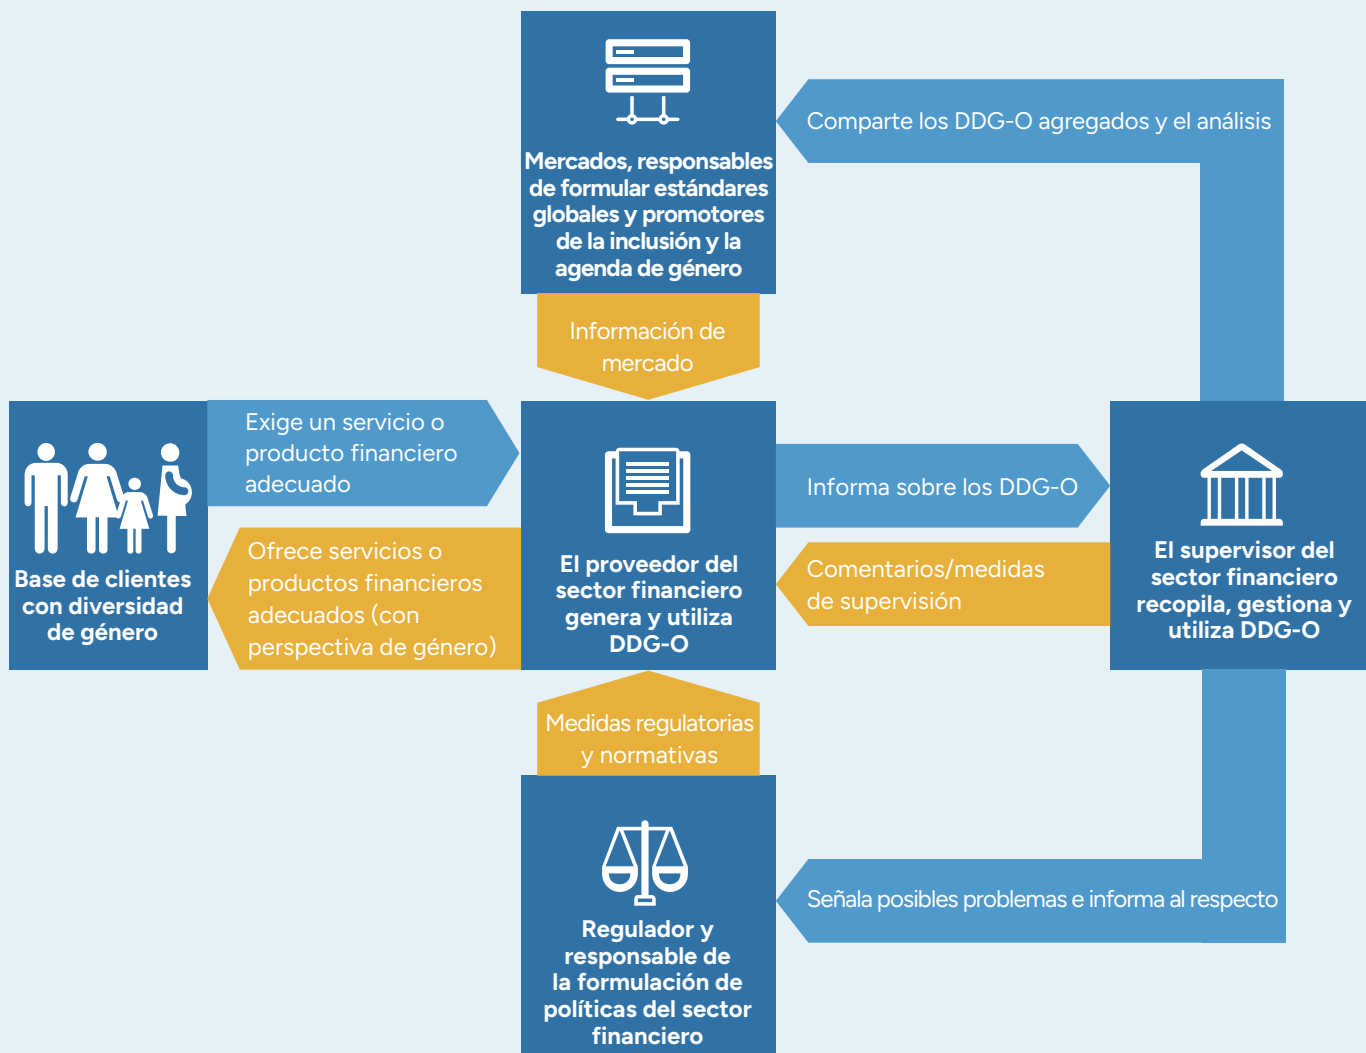 Mercados, responsables
de formular estándares
globales y promotores
de la inclusión y la
agenda de género
Comparte los DDG-O agregados y el análisis
Información de
mercado
Base de clientes
con diversidad
de género
Exige un servicio o
producto financiero
adecuado
Ofrece servicios o
productos financieros
adecuados (con
perspectiva de género)
El proveedor del
sector financiero
genera y utiliza
DDG-O
Informa sobre los DDG-O
Comentarios/medidas
de supervisión
El supervisor del
sector financiero
recopila, gestiona y
utiliza DDG-O
Medidas regulatorias
y normativas
Regulador y
responsable de
la formulación de
políticas del sector
financiero
Señala posibles problemas e informa al respecto